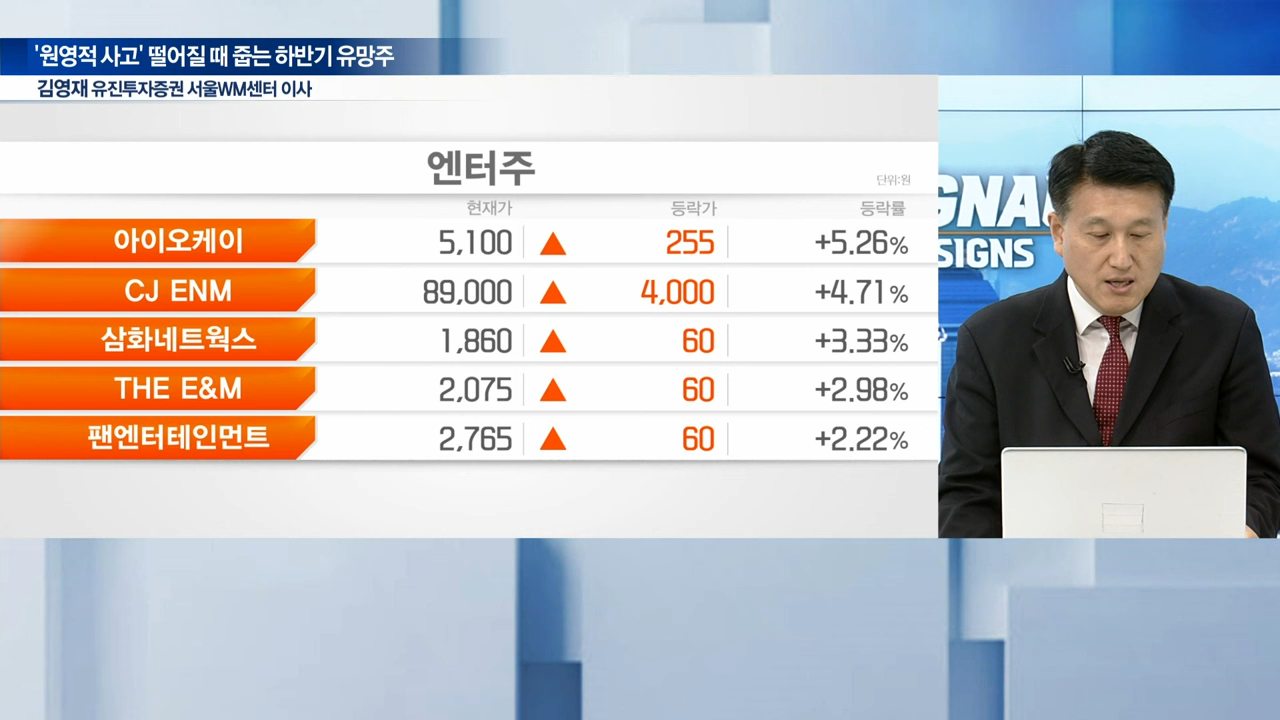 '원영적 사고' 떨어질 때 줍는 하반기 유망주
김영재 유진투자증권 서울WM센터 이사
엔터주
단위:원
현재가 등락가 등락률
아이오케이 5,100 ▲ 255 +5.26%
CJ ENM 89,000 ▲ 4,000 +4.71%
삼화네트웍스 1,860 ▲ 60 +3.33%
THE E&M 2,075 ▲ 60 +2.98%
팬엔터테인먼트 2,765 ▲ 60 +2.22%
SIGNS